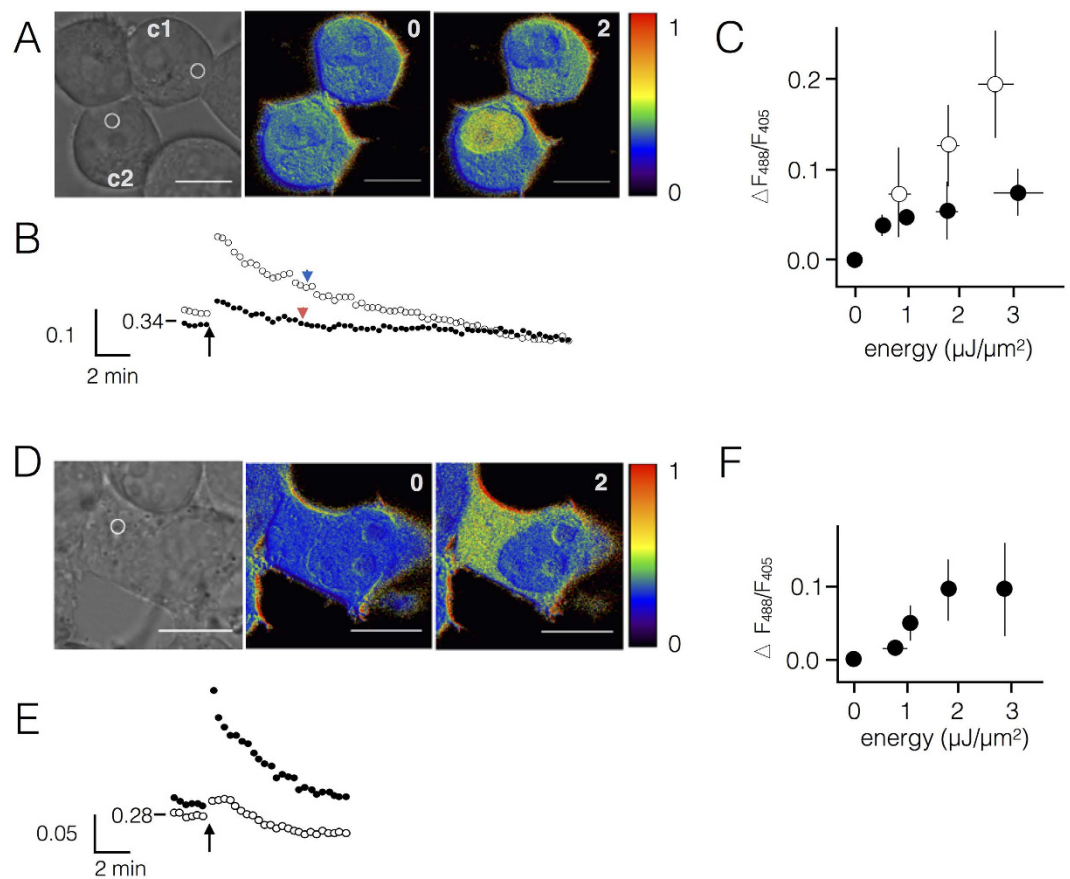 A
c1
c2
0
2
1
0
B
0.1
0.34
2 min
C
△F₄₈₈/F₄₀₅
0.2
0.1
0.0
0 1 2 3
energy (μJ/μm²)
D
0
2
1
0
E
0.05
0.28
2 min
F
△ F₄₈₈/F₄₀₅
0.1
0.0
0 1 2 3
energy (μJ/μm²)